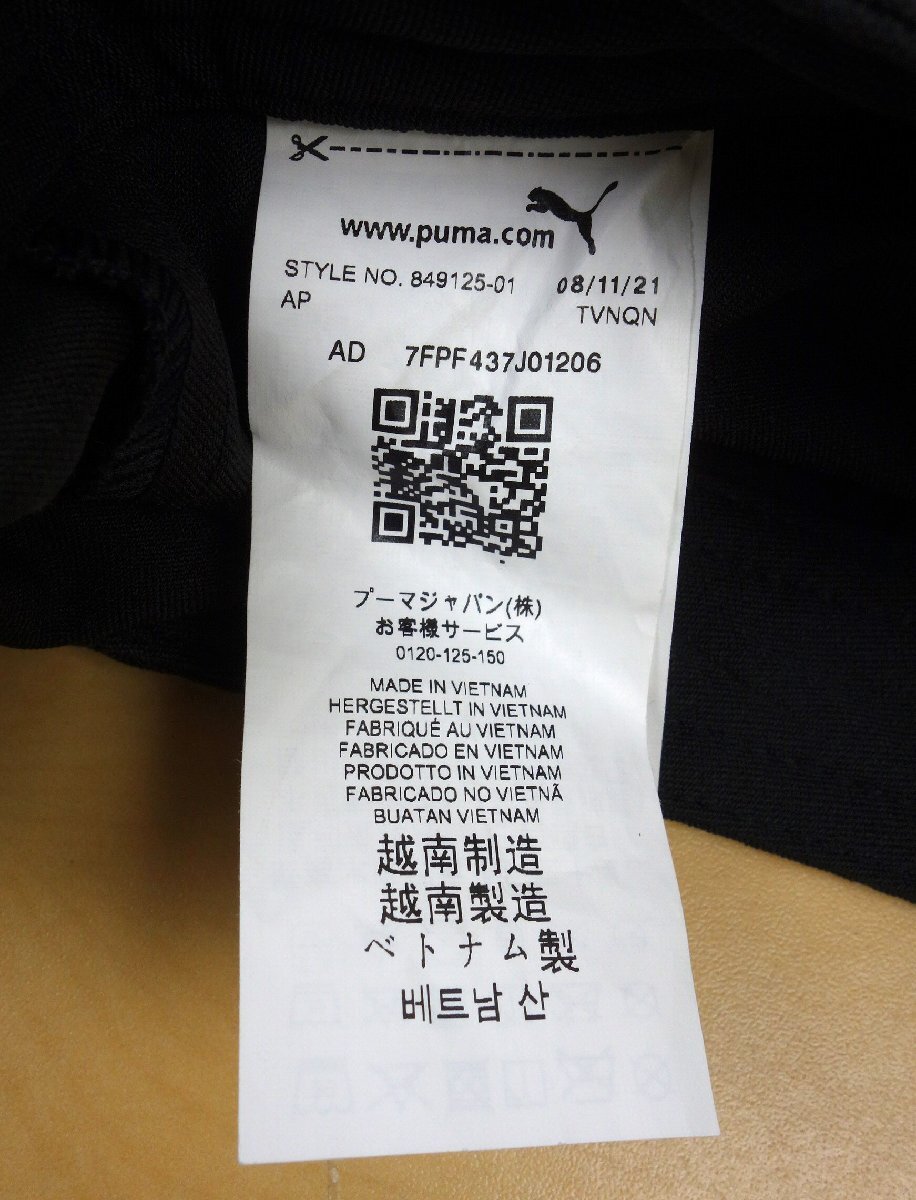 www.puma.com
STYLE NO. 849125-01 08/11/21
AP TVNQN
AD 7FPF437J01206
プーマジャパン(株)
お客様サービス
0120-125-150
MADE IN VIETNAM
HERGESTELLT IN VIETNAM
FABRIQUÉ AU VIETNAM
FABRICADO EN VIETNAM
PRODOTTO IN VIETNAM
FABRICADO NO VIETNÃ
BUATAN VIETNAM
越南制造
越南製造
ベトナム製
베트남 산